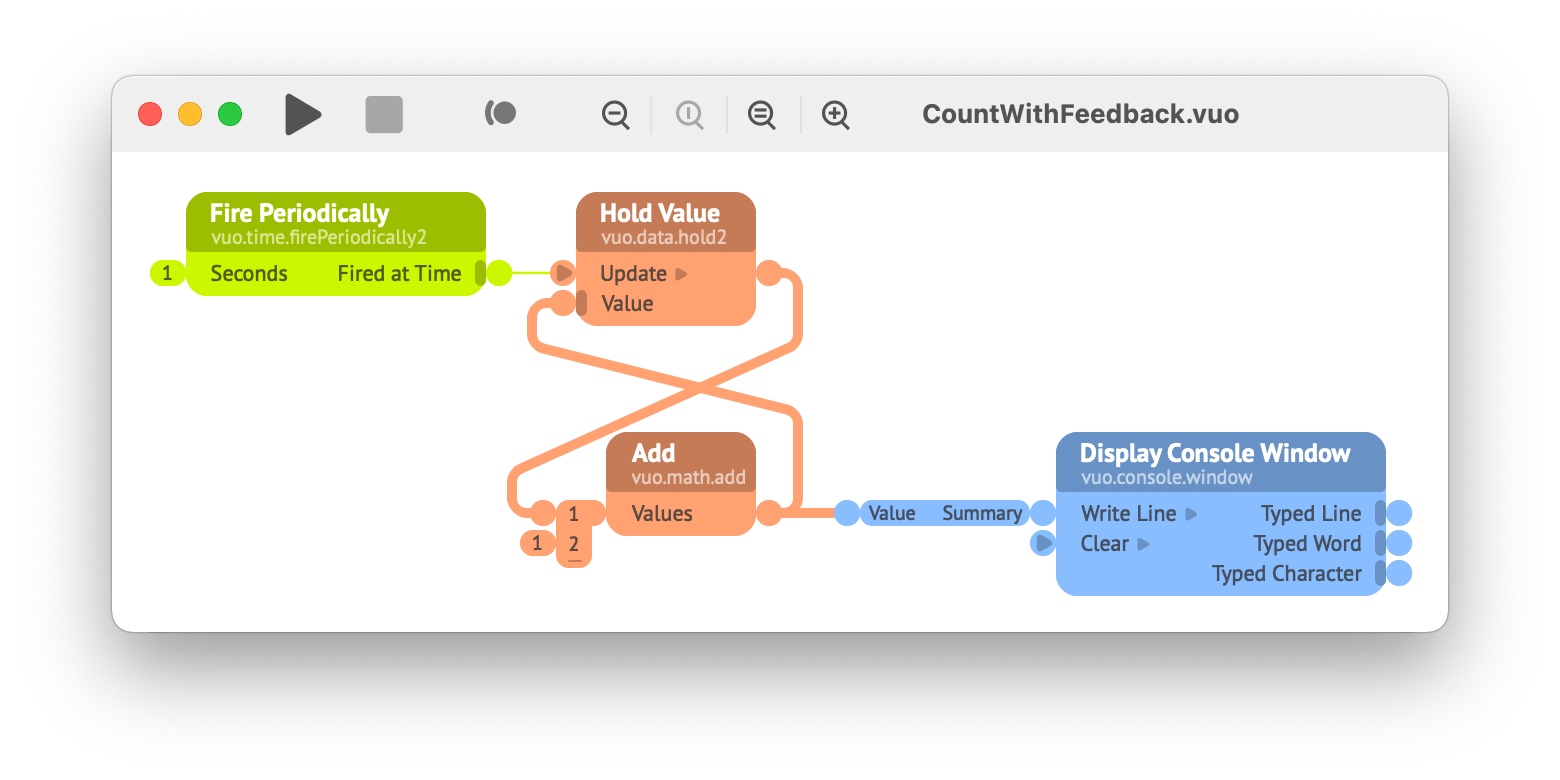 CountWithFeedback.vuo
Fire Periodically
vuo.time.firePeriodically2
1 Seconds Fired at Time
Hold Value
vuo.data.hold2
Update
Value
Add
vuo.math.add
1 Values
1 2
Value Summary
Display Console Window
vuo.console.window
Write Line Typed Line
Clear Typed Word
Typed Character